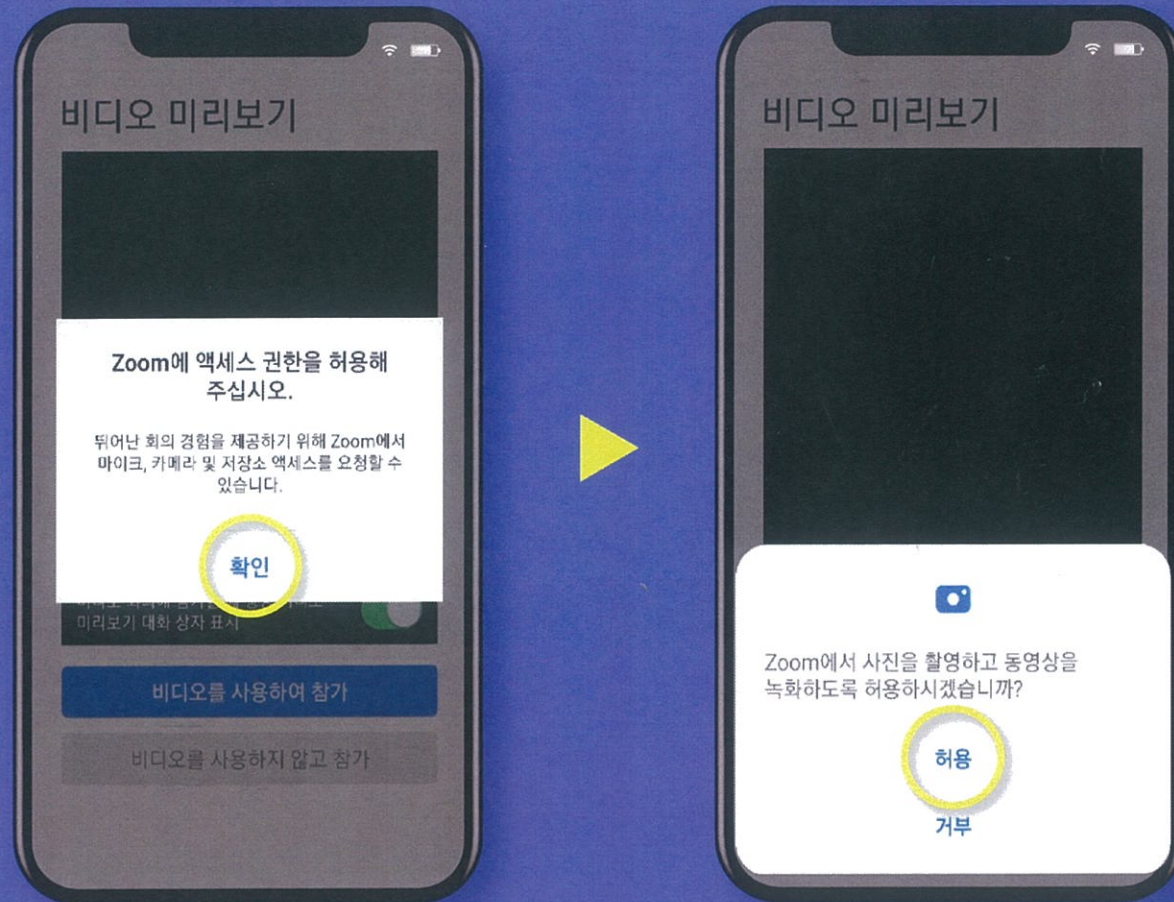 비디오 미리보기
Zoom에 액세스 권한을 허용해
주십시오.
뛰어난 회의 경험을 제공하기 위해 Zoom에서
마이크, 카메라 및 저장소 액세스를 요청할 수
있습니다.
확인
미리보기 대화 상자 표시
비디오를 사용하여 참가
비디오를 사용하지 않고 참가
비디오 미리보기
Zoom에서 사진을 촬영하고 동영상을
녹화하도록 허용하시겠습니까?
허용
거부